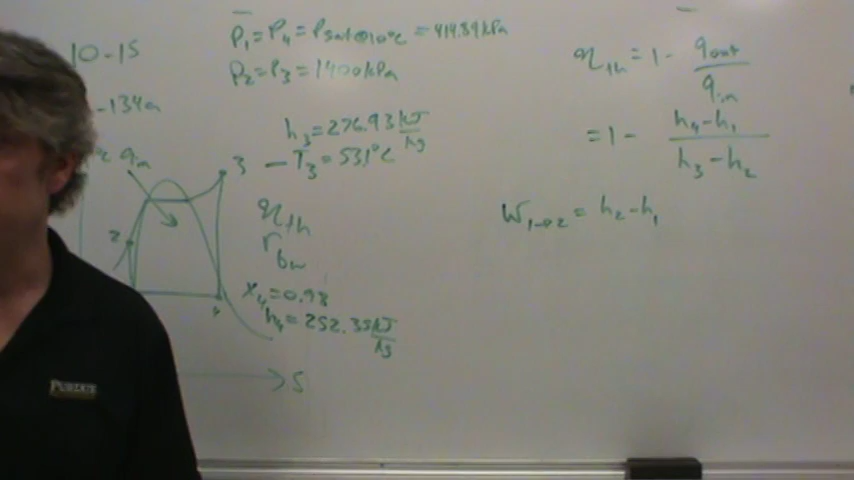 10-15
-134a
P₁ = P₄ = Psat@10°C = 414.89 kPa
P₂ = P₃ = 1400 kPa
h₃ = 276.93 kJ/kg
T₃ = 53.1°C
qin
3
2
4
ηth
rbw
x₄ = 0.98
h₄ = 252.35 kJ/kg
S
ηth = 1 - qout/qin
= 1 - (h₄-h₁)/(h₃-h₂)
W₁→₂ = h₂-h₁